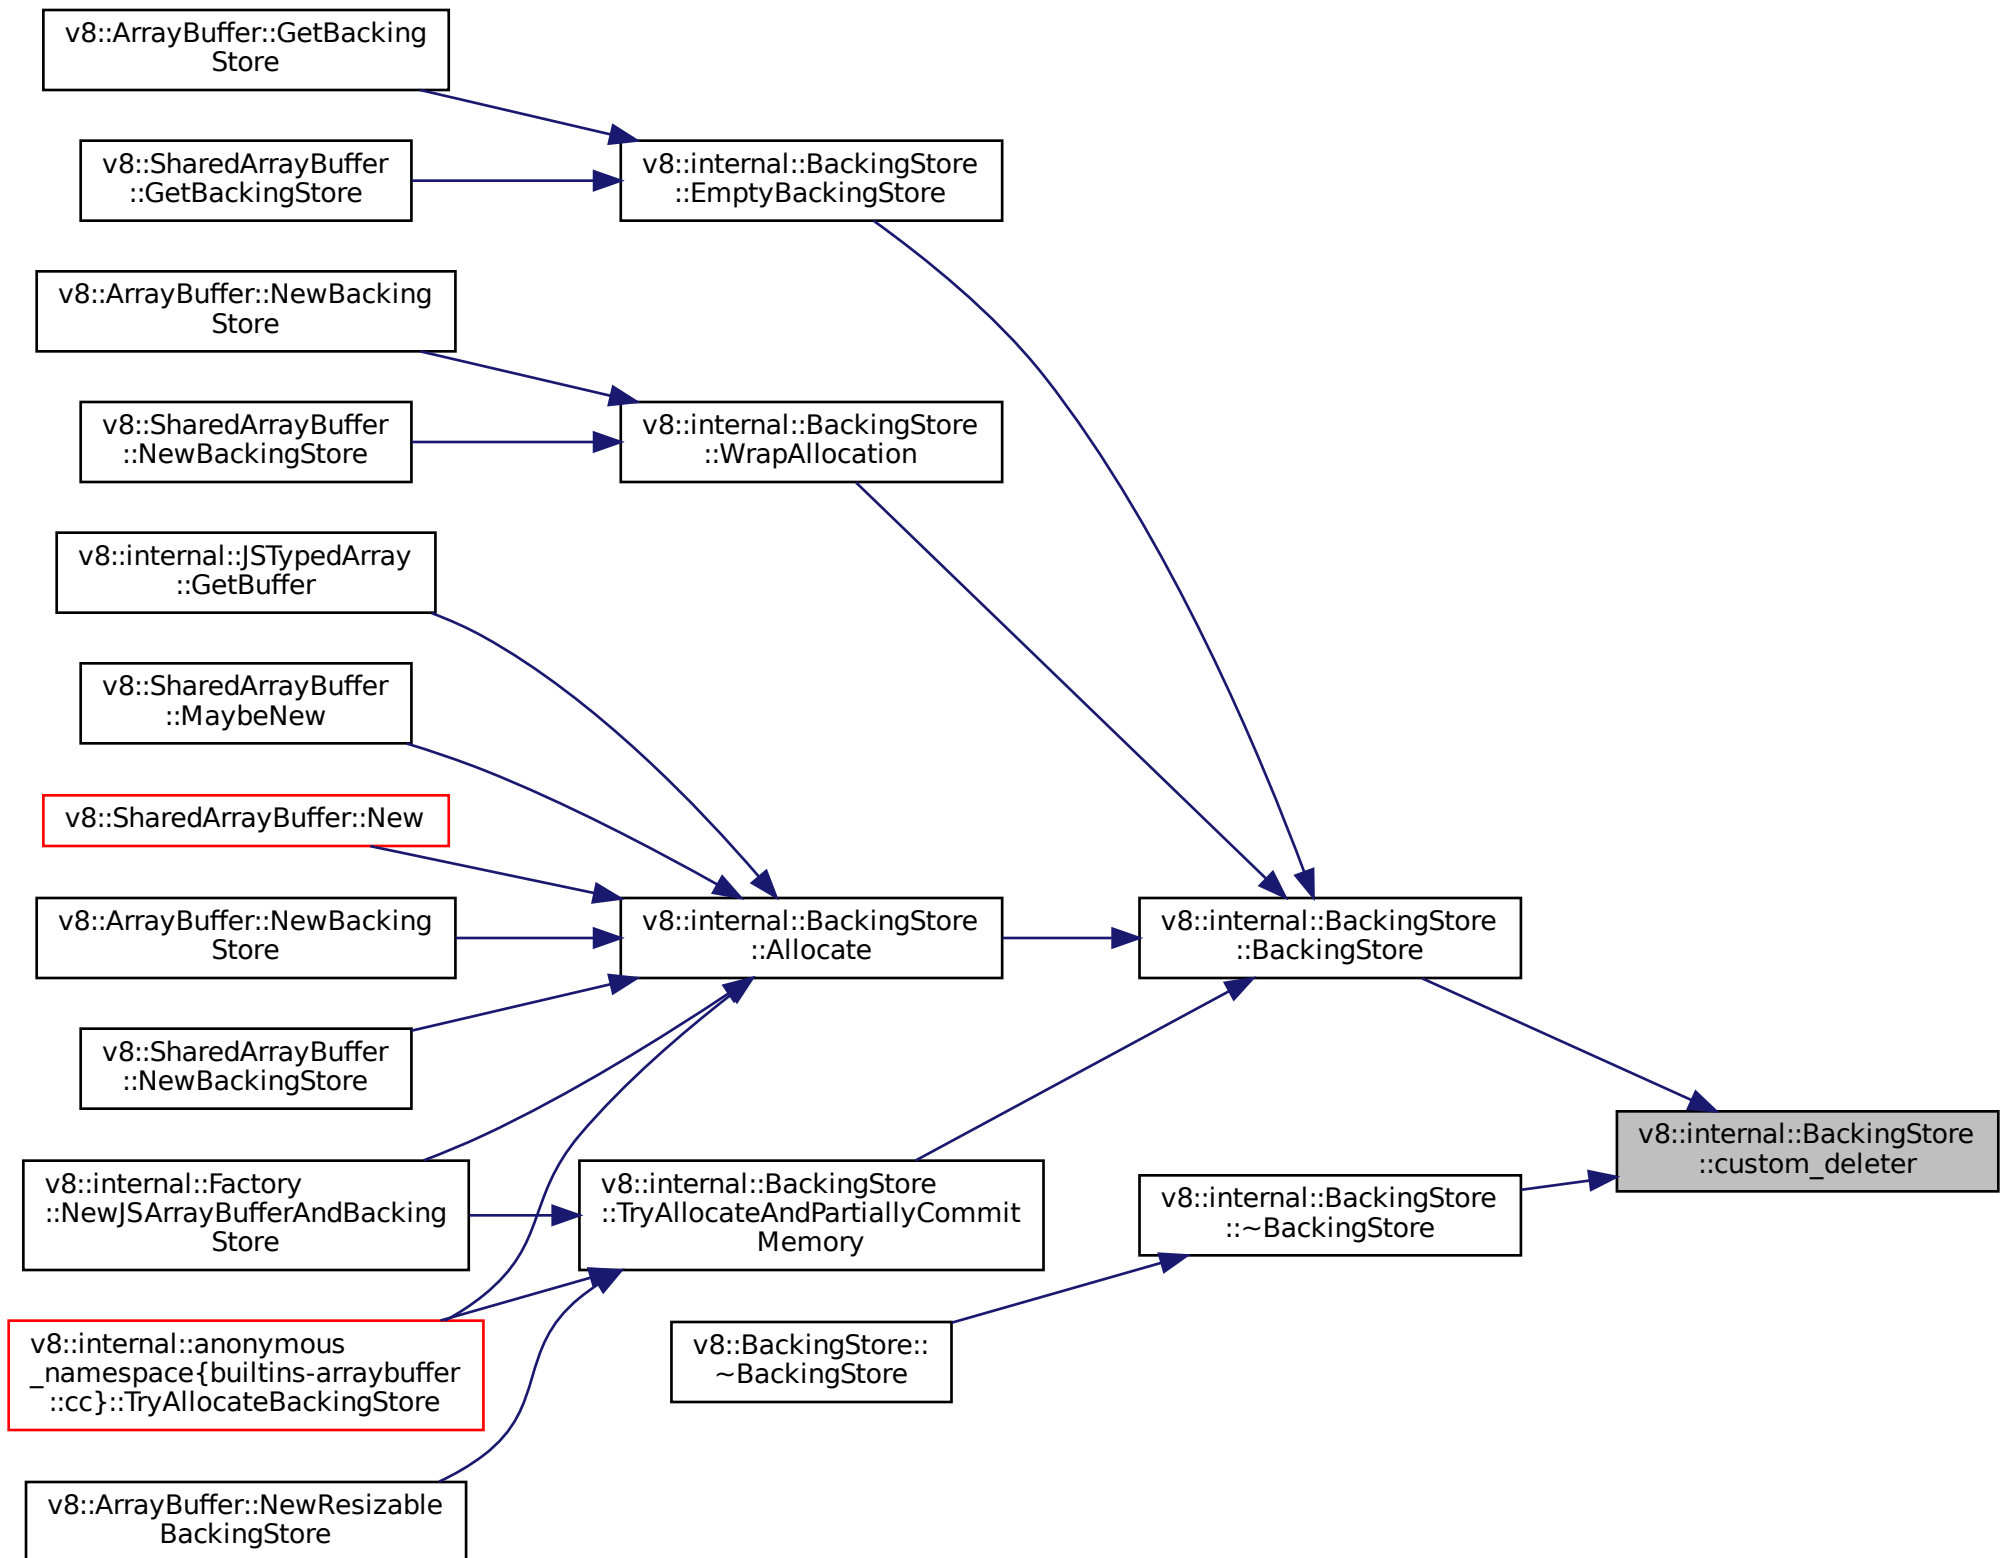 v8::ArrayBuffer::GetBacking
Store
v8::SharedArrayBuffer
::GetBackingStore
v8::internal::BackingStore
::EmptyBackingStore
v8::ArrayBuffer::NewBacking
Store
v8::SharedArrayBuffer
::NewBackingStore
v8::internal::BackingStore
::WrapAllocation
v8::internal::JSTypedArray
::GetBuffer
v8::SharedArrayBuffer
::MaybeNew
v8::SharedArrayBuffer::New
v8::ArrayBuffer::NewBacking
Store
v8::internal::BackingStore
::Allocate
v8::internal::BackingStore
::BackingStore
v8::SharedArrayBuffer
::NewBackingStore
v8::internal::BackingStore
::custom_deleter
v8::internal::Factory
::NewJSArrayBufferAndBacking
Store
v8::internal::BackingStore
::TryAllocateAndPartiallyCommit
Memory
v8::internal::BackingStore
::~BackingStore
v8::internal::anonymous
_namespace{builtins-arraybuffer
::cc}::TryAllocateBackingStore
v8::BackingStore::
~BackingStore
v8::ArrayBuffer::NewResizable
BackingStore